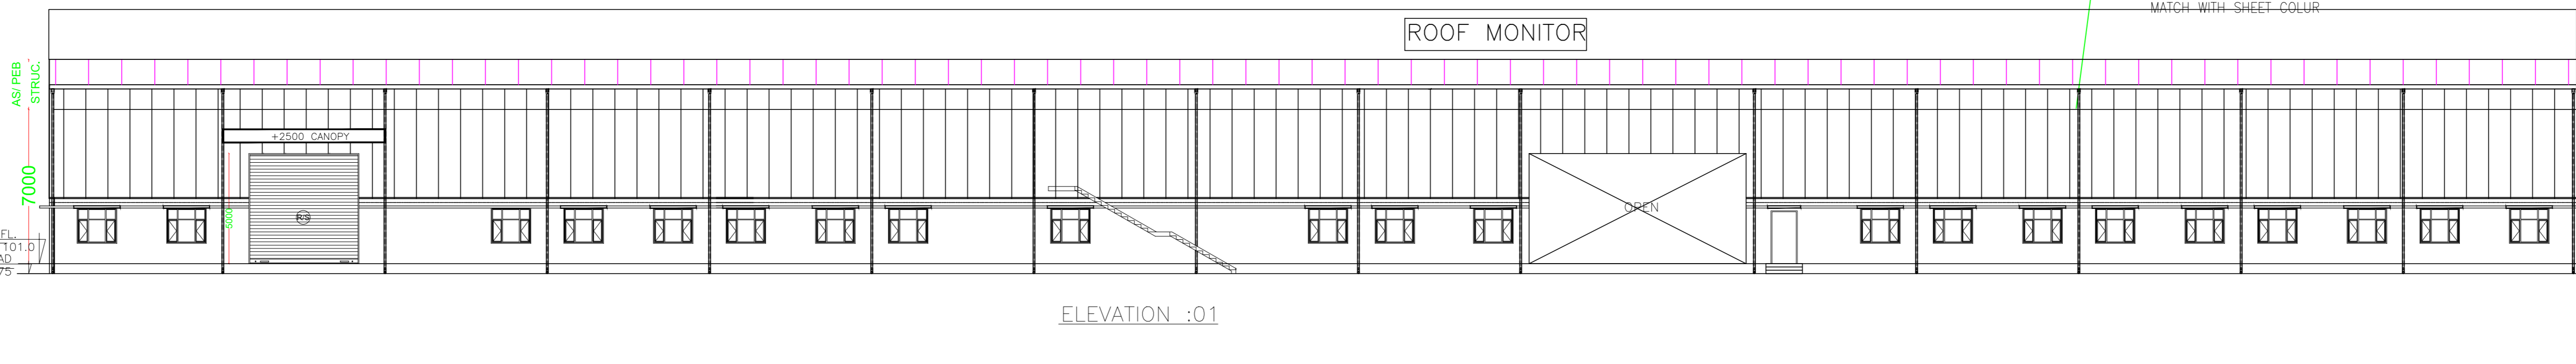 MATCH WITH SHEET COLUR
ROOF MONITOR
AS/ PEB
STRUC.
+2500 CANOPY
7000
5000
R/S
OPEN
FL.
101.0
AD
75
ELEVATION :01